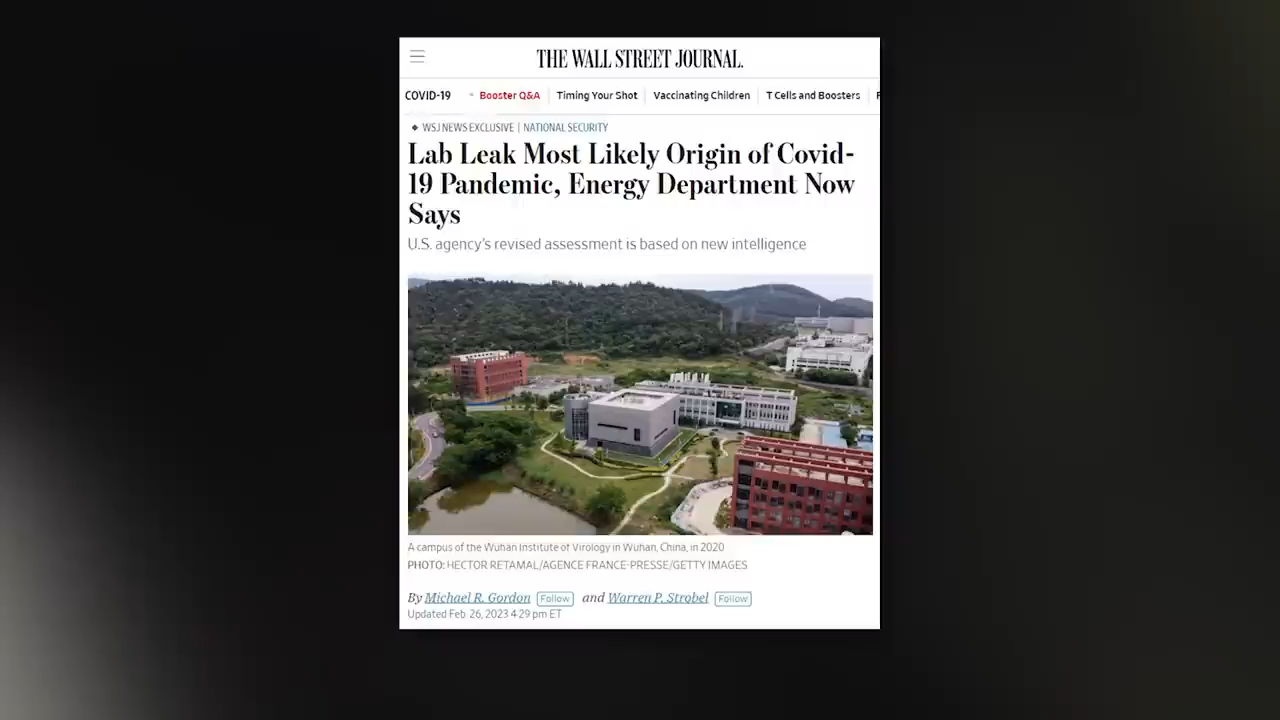 THE WALL STREET JOURNAL.
COVID-19 Booster Q&A Timing Your Shot Vaccinating Children T Cells and Boosters
◆ WSJ NEWS EXCLUSIVE | NATIONAL SECURITY
Lab Leak Most Likely Origin of Covid-
19 Pandemic, Energy Department Now
Says
U.S. agency's revised assessment is based on new intelligence
A campus of the Wuhan Institute of Virology in Wuhan, China, in 2020
PHOTO: HECTOR RETAMAL/AGENCE FRANCE-PRESSE/GETTY IMAGES
By Michael R. Gordon Follow and Warren P. Strobel Follow
Updated Feb. 26, 2023 4:29 pm ET